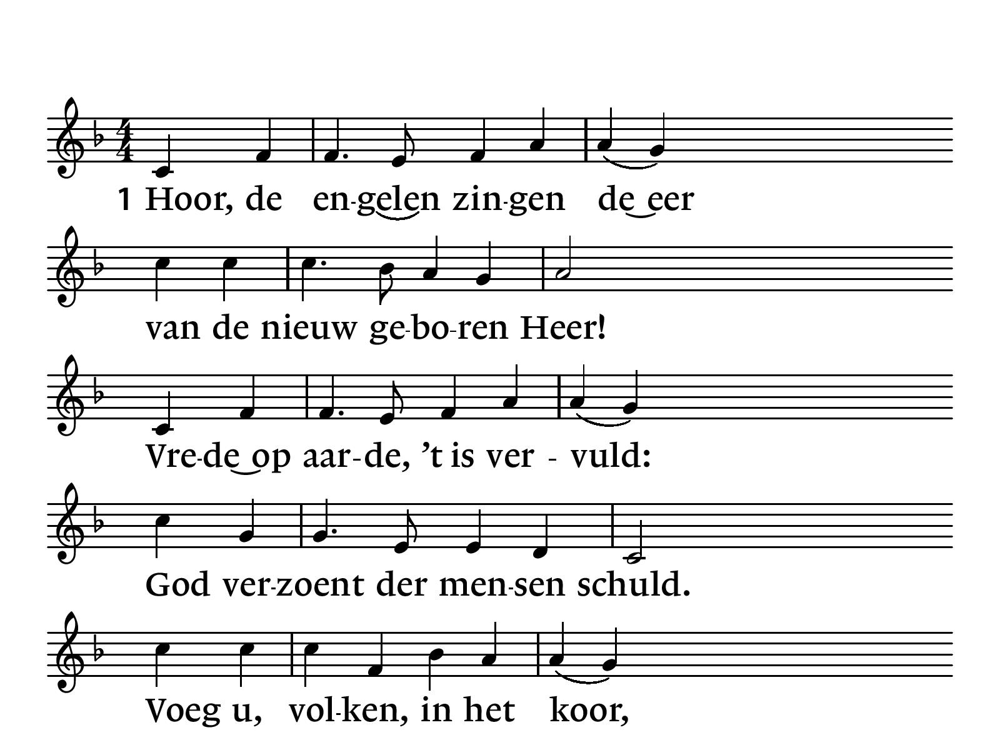 1 Hoor, de en-gelen zin-gen de eer
van de nieuw ge-bo-ren Heer!
Vre-de op aar-de, ’t is ver - vuld:
God ver-zoent der men-sen schuld.
Voeg u, vol-ken, in het koor,